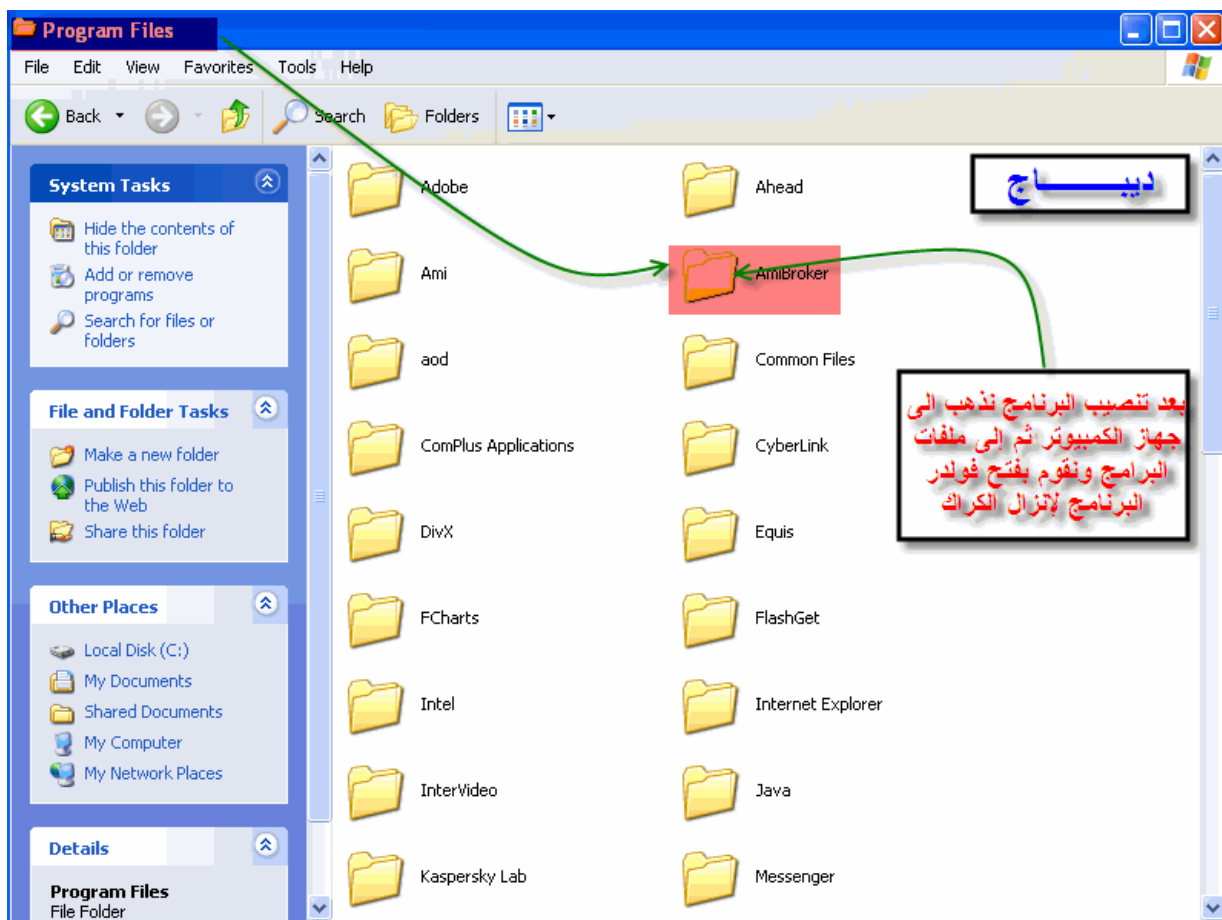 Program Files
File Edit View Favorites Tools Help
Back Search Folders
System Tasks
Hide the contents of
this folder
Add or remove
programs
Search for files or
folders
File and Folder Tasks
Make a new folder
Publish this folder to
the Web
Share this folder
Other Places
Local Disk (C:)
My Documents
Shared Documents
My Computer
My Network Places
Details
Program Files
File Folder
Adobe Ahead
Ami AmiBroker
aod Common Files
ComPlus Applications CyberLink
DivX Equis
FCharts FlashGet
Intel Internet Explorer
InterVideo Java
Kaspersky Lab Messenger
ديبـــــاج
بعد تنصيب البرنامج نذهب الى
جهاز الكمبيوتر ثم إلى ملفات
البرامج ونقوم بفتح فولدر
البرنامج لإنزال الكراك